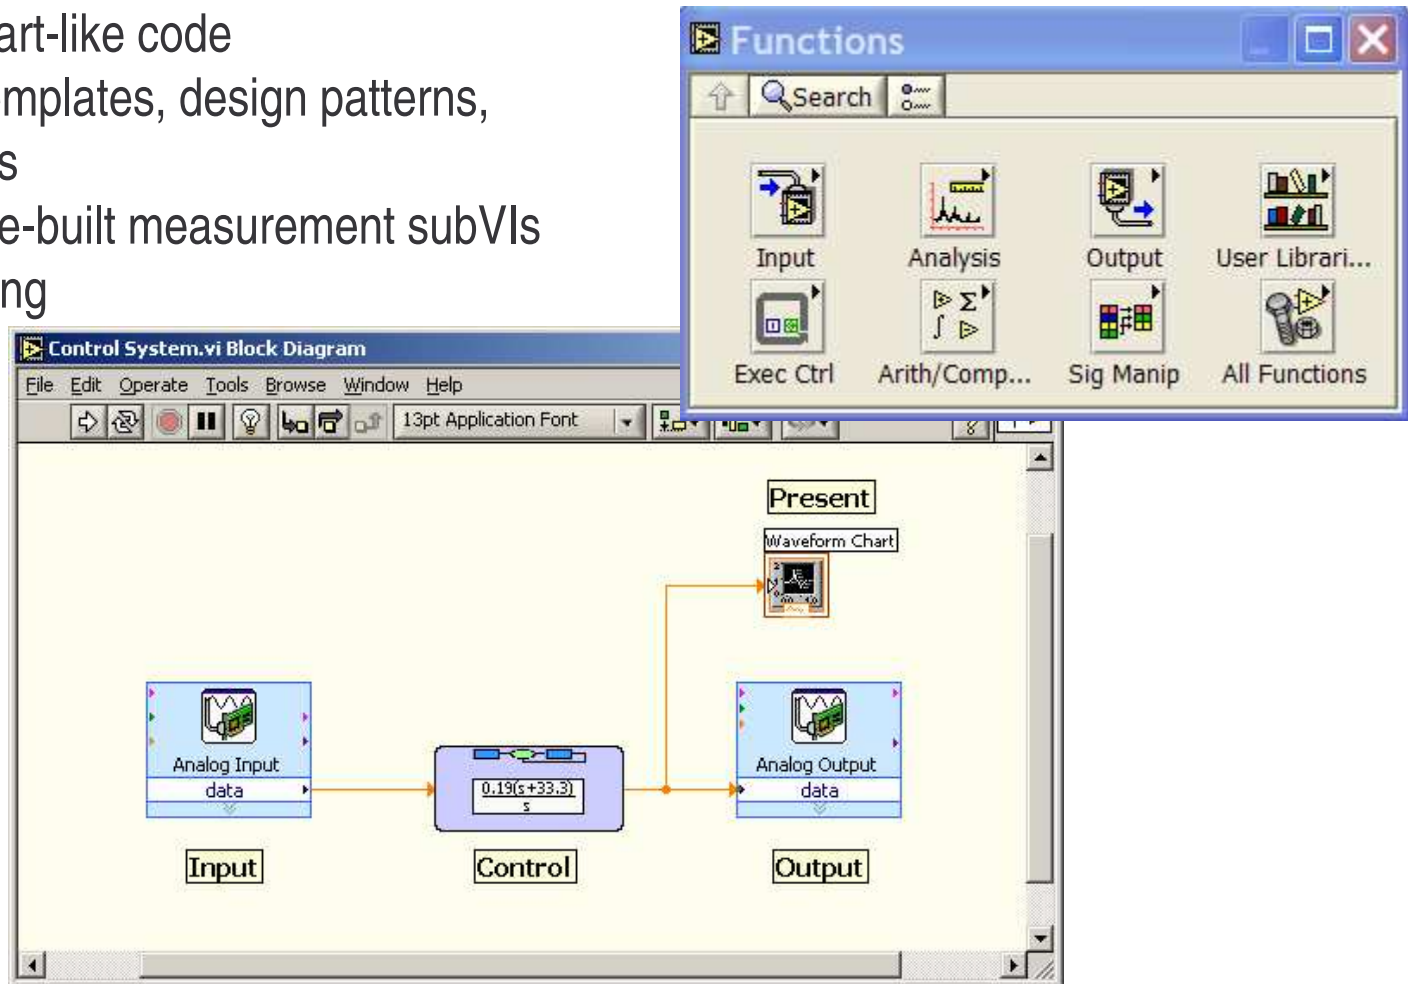 art-like code
mplates, design patterns,
s
e-built measurement subVIs
ng
Functions
Search
Input Analysis Output User Librari...
Exec Ctrl Arith/Comp... Sig Manip All Functions
Control System.vi Block Diagram
File Edit Operate Tools Browse Window Help
13pt Application Font
Present
Waveform Chart
Analog Input
data
0.19(s+33.3)
s
Analog Output
data
Input
Control
Output